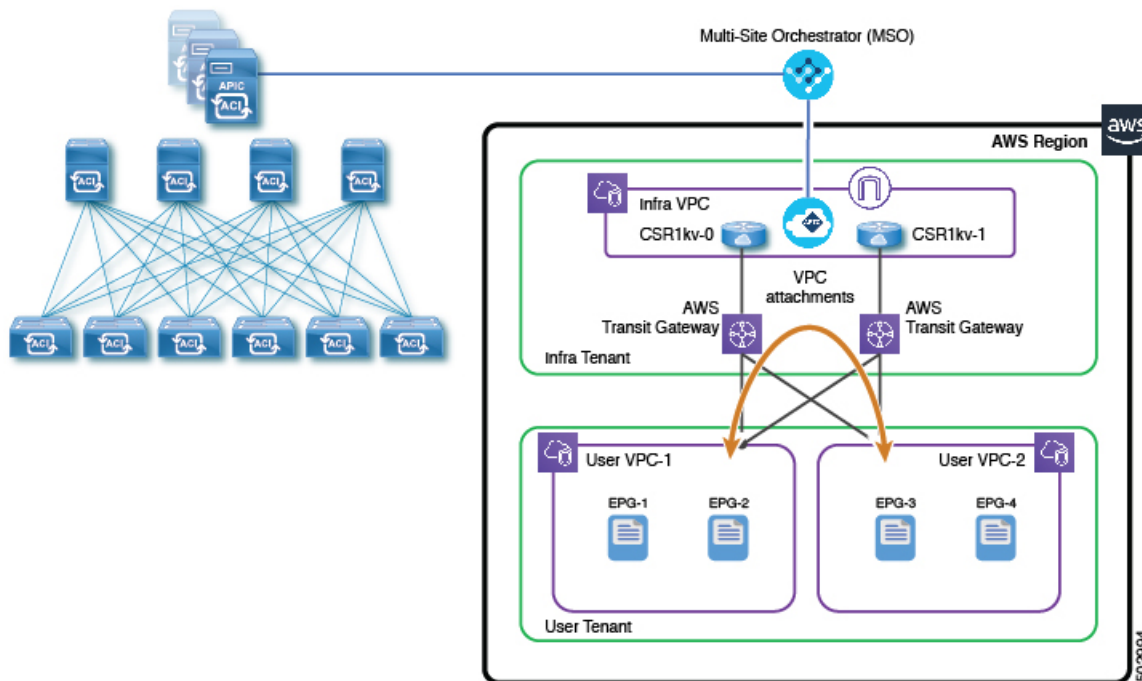 Multi-Site Orchestrator (MSO)
APIC
ACI
ACI
ACI
ACI
ACI
ACI
ACI
ACI
ACI
ACI
ACI
aws
AWS Region
Infra VPC
CSR1kv-0
CSR1kv-1
VPC
attachments
AWS
Transit Gateway
AWS
Transit Gateway
Infra Tenant
User VPC-1
User VPC-2
EPG-1
EPG-2
EPG-3
EPG-4
User Tenant